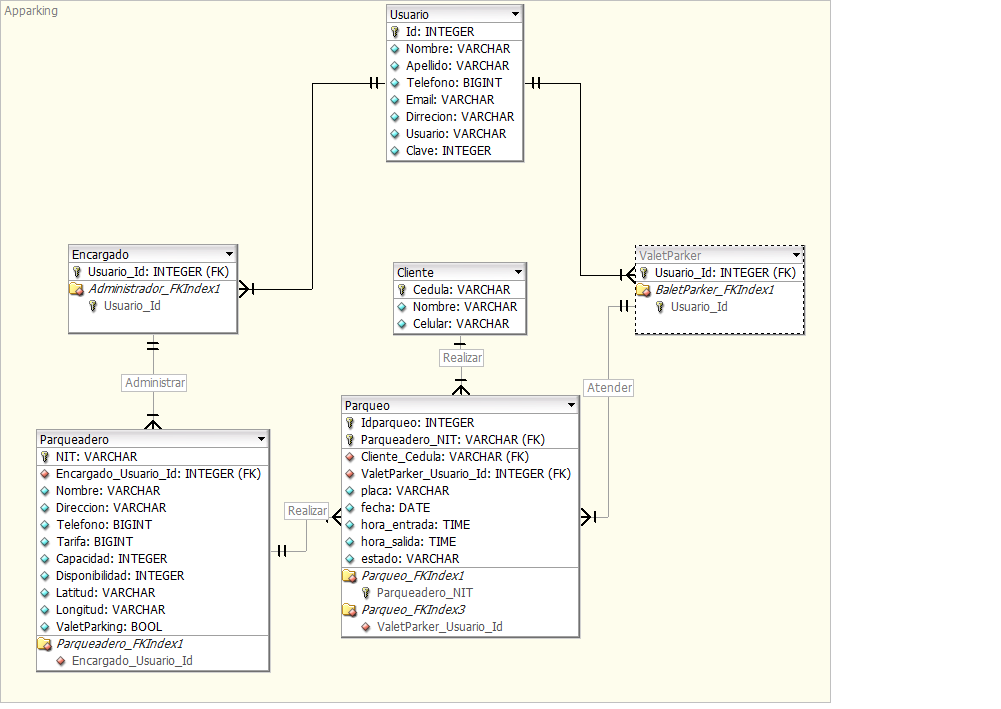 Apparking
Usuario
Id: INTEGER
Nombre: VARCHAR
Apellido: VARCHAR
Telefono: BIGINT
Email: VARCHAR
Dirrecion: VARCHAR
Usuario: VARCHAR
Clave: INTEGER
Encargado
Usuario_Id: INTEGER (FK)
Administrador_FKIndex1
Usuario_Id
Cliente
Cedula: VARCHAR
Nombre: VARCHAR
Celular: VARCHAR
ValetParker
Usuario_Id: INTEGER (FK)
BaletParker_FKIndex1
Usuario_Id
Administrar
Realizar
Atender
Parqueadero
NIT: VARCHAR
Encargado_Usuario_Id: INTEGER (FK)
Nombre: VARCHAR
Direccion: VARCHAR
Telefono: BIGINT
Tarifa: BIGINT
Capacidad: INTEGER
Disponibilidad: INTEGER
Latitud: VARCHAR
Longitud: VARCHAR
ValetParking: BOOL
Parqueadero_FKIndex1
Encargado_Usuario_Id
Realizar
Parqueo
Idparqueo: INTEGER
Parqueadero_NIT: VARCHAR (FK)
Cliente_Cedula: VARCHAR (FK)
ValetParker_Usuario_Id: INTEGER (FK)
placa: VARCHAR
fecha: DATE
hora_entrada: TIME
hora_salida: TIME
estado: VARCHAR
Parqueo_FKIndex1
Parqueadero_NIT
Parqueo_FKIndex3
ValetParker_Usuario_Id